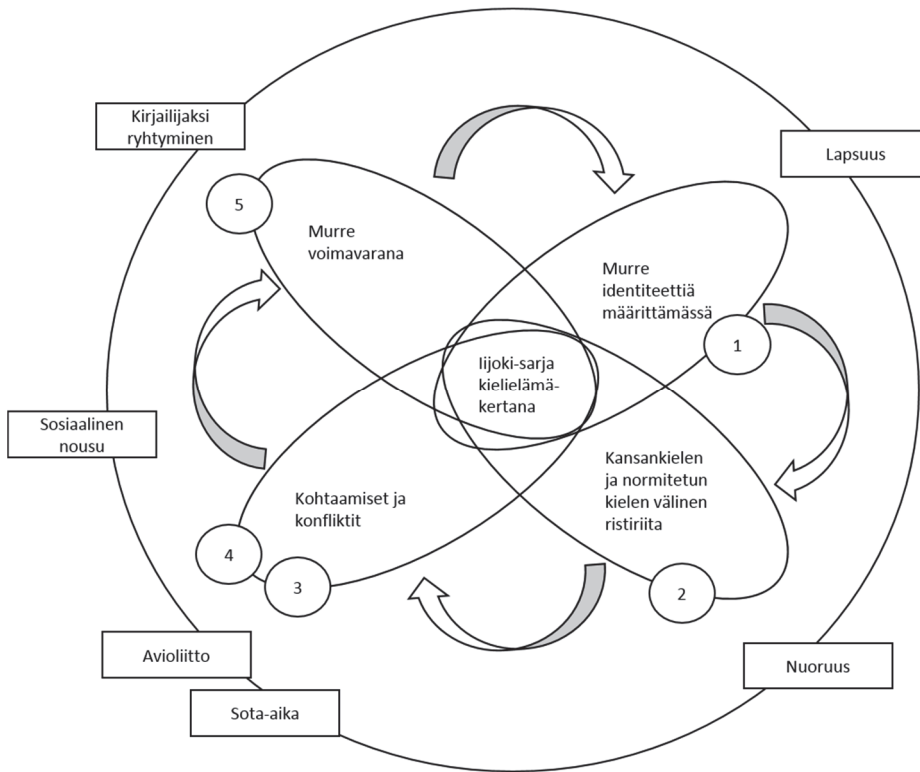 Kirjailijaksi
ryhtyminen
Lapsuus
5
Murre
voimavarana
Murre
identiteettiä
määrittämässä
1
Iijoki-sarja
kielielämä-
kertana
Sosiaalinen
nousu
Kohtaamiset ja
konfliktit
Kansankielen
ja normitetun
kielen välinen
ristiriita
4
3
2
Avioliitto
Nuoruus
Sota-aika